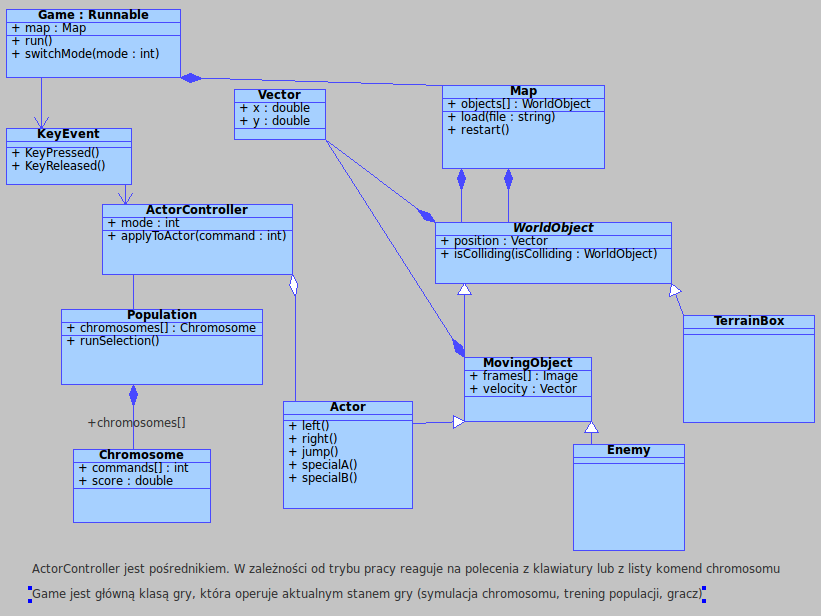 Game : Runnable
+ map : Map
+ run()
+ switchMode(mode : int)
Vector
+ x : double
+ y : double
Map
+ objects[] : WorldObject
+ load(file : string)
+ restart()
KeyEvent
+ KeyPressed()
+ KeyReleased()
ActorController
+ mode : int
+ applyToActor(command : int)
WorldObject
+ position : Vector
+ isColliding(isColliding : WorldObject)
Population
+ chromosomes[] : Chromosome
+ runSelection()
TerrainBox
MovingObject
+ frames[] : Image
+ velocity : Vector
+chromosomes[]
Actor
+ left()
+ right()
+ jump()
+ specialA()
+ specialB()
Chromosome
+ commands[] : int
+ score : double
Enemy
ActorController jest pośrednikiem. W zależności od trybu pracy reaguje na polecenia z klawiatury lub z listy komend chromosomu
Game jest główną klasą gry, która operuje aktualnym stanem gry (symulacja chromosomu, trening populacji, gracz)